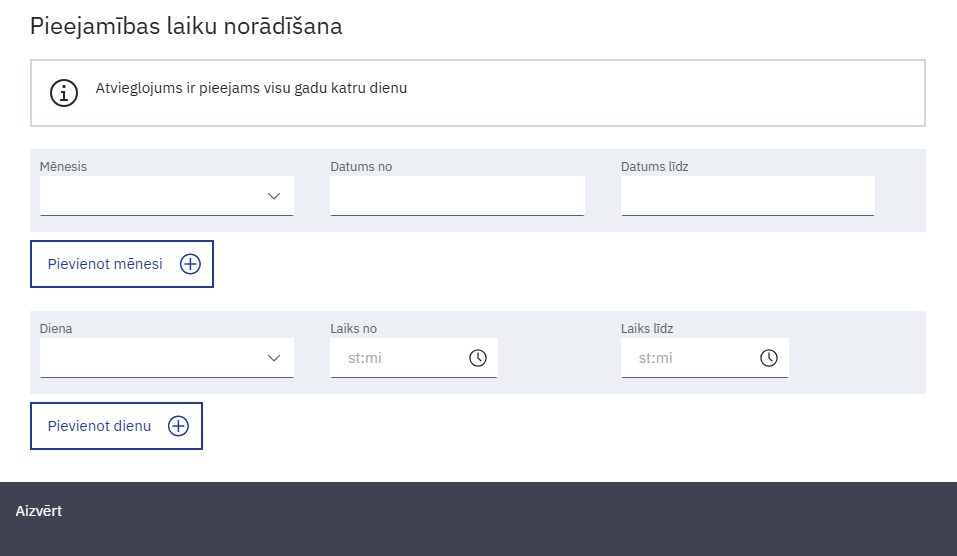 Pieejamības laiku norādīšana
Atvieglojums ir pieejams visu gadu katru dienu
Mēnesis Datums no Datums līdz
Pievienot mēnesi
Diena Laiks no Laiks līdz
st:mi st:mi
Pievienot dienu
Aizvērt